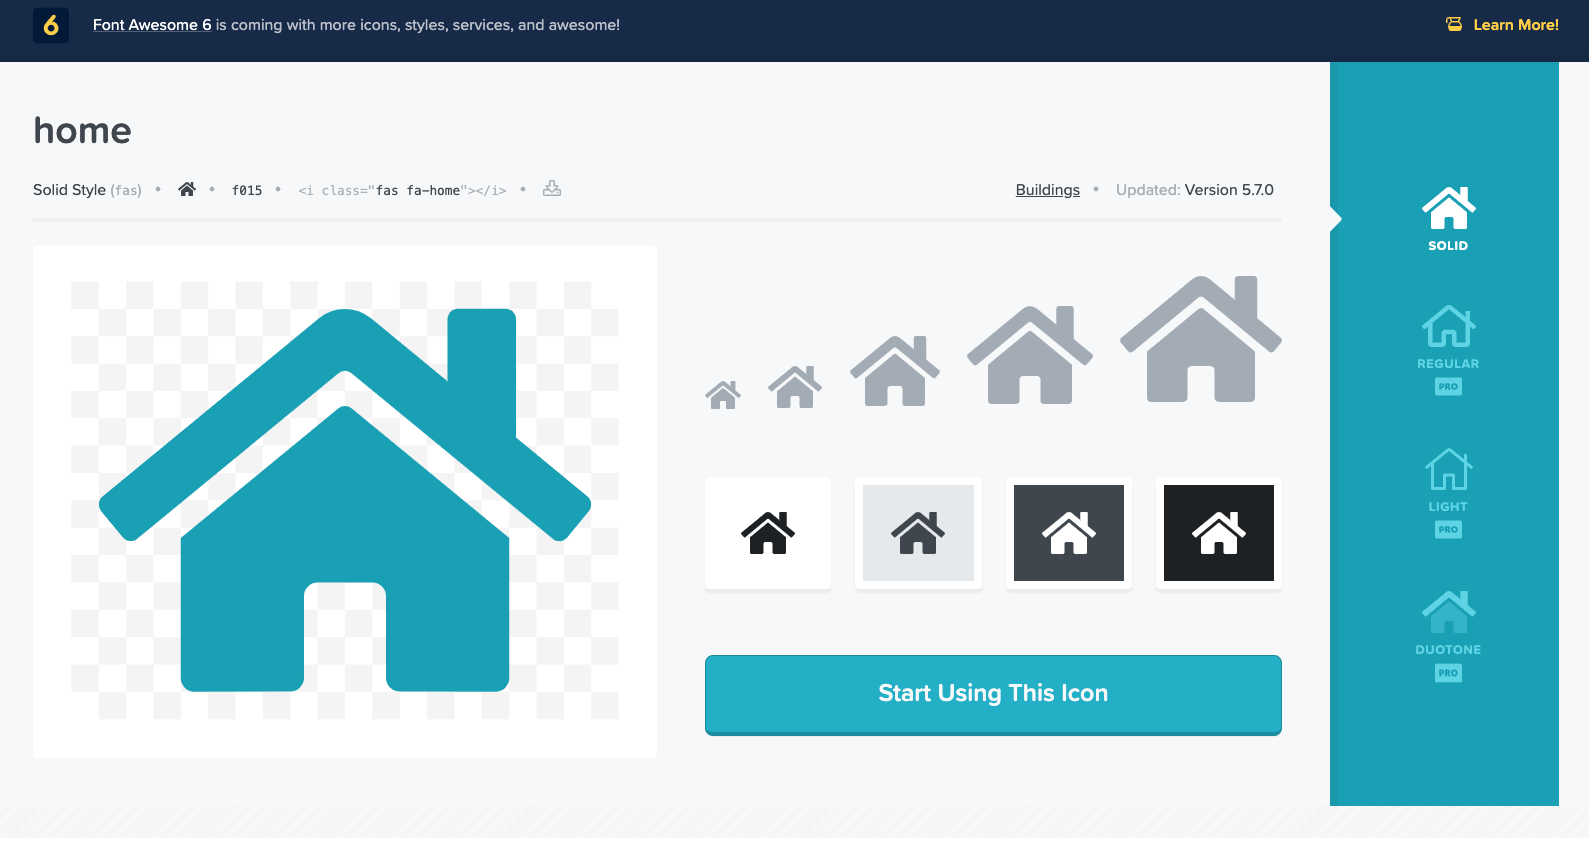 6
Font Awesome 6 is coming with more icons, styles, services, and awesome!
Learn More!
home
Solid Style (fas) • • f015 • <i class="fas fa-home"></i> •
Buildings • Updated: Version 5.7.0
SOLID
REGULAR
PRO
LIGHT
PRO
DUOTONE
PRO
Start Using This Icon